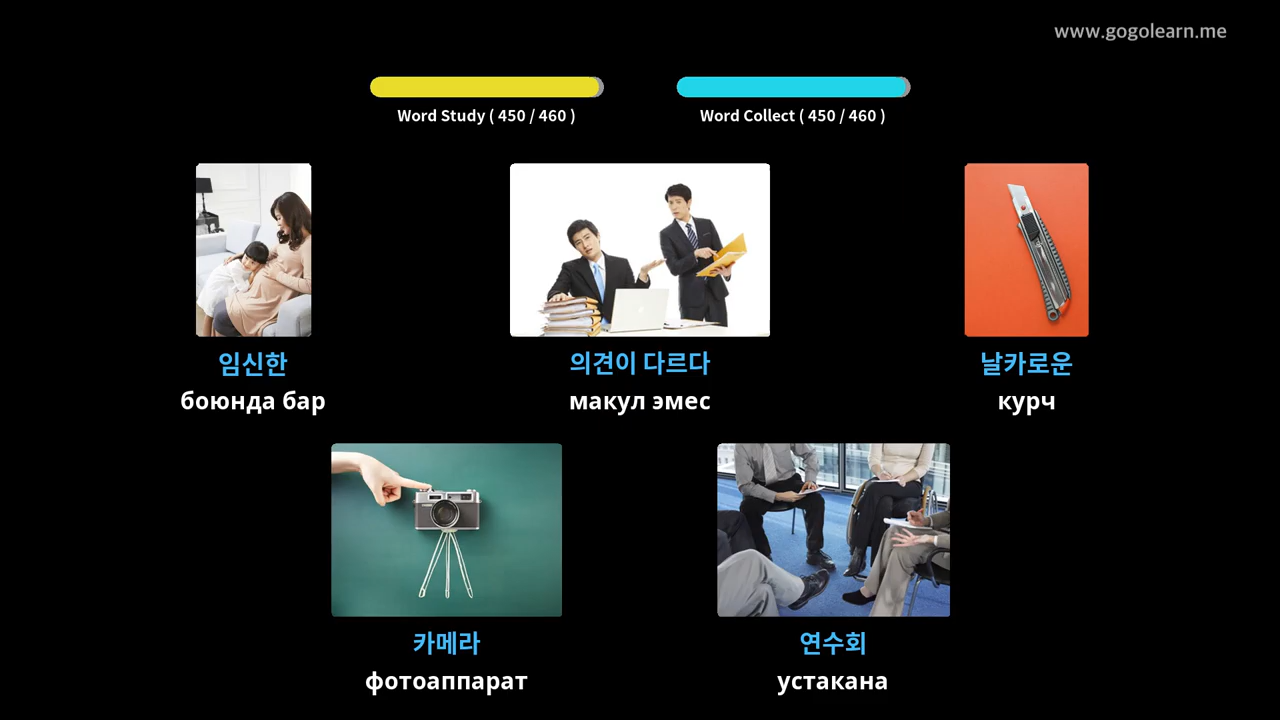 www.gogolearn.me
Word Study ( 450 / 460 )
Word Collect ( 450 / 460 )
임신한
боюнда бар
의견이 다르다
макул эмес
날카로운
курч
카메라
фотоаппарат
연수회
устакана